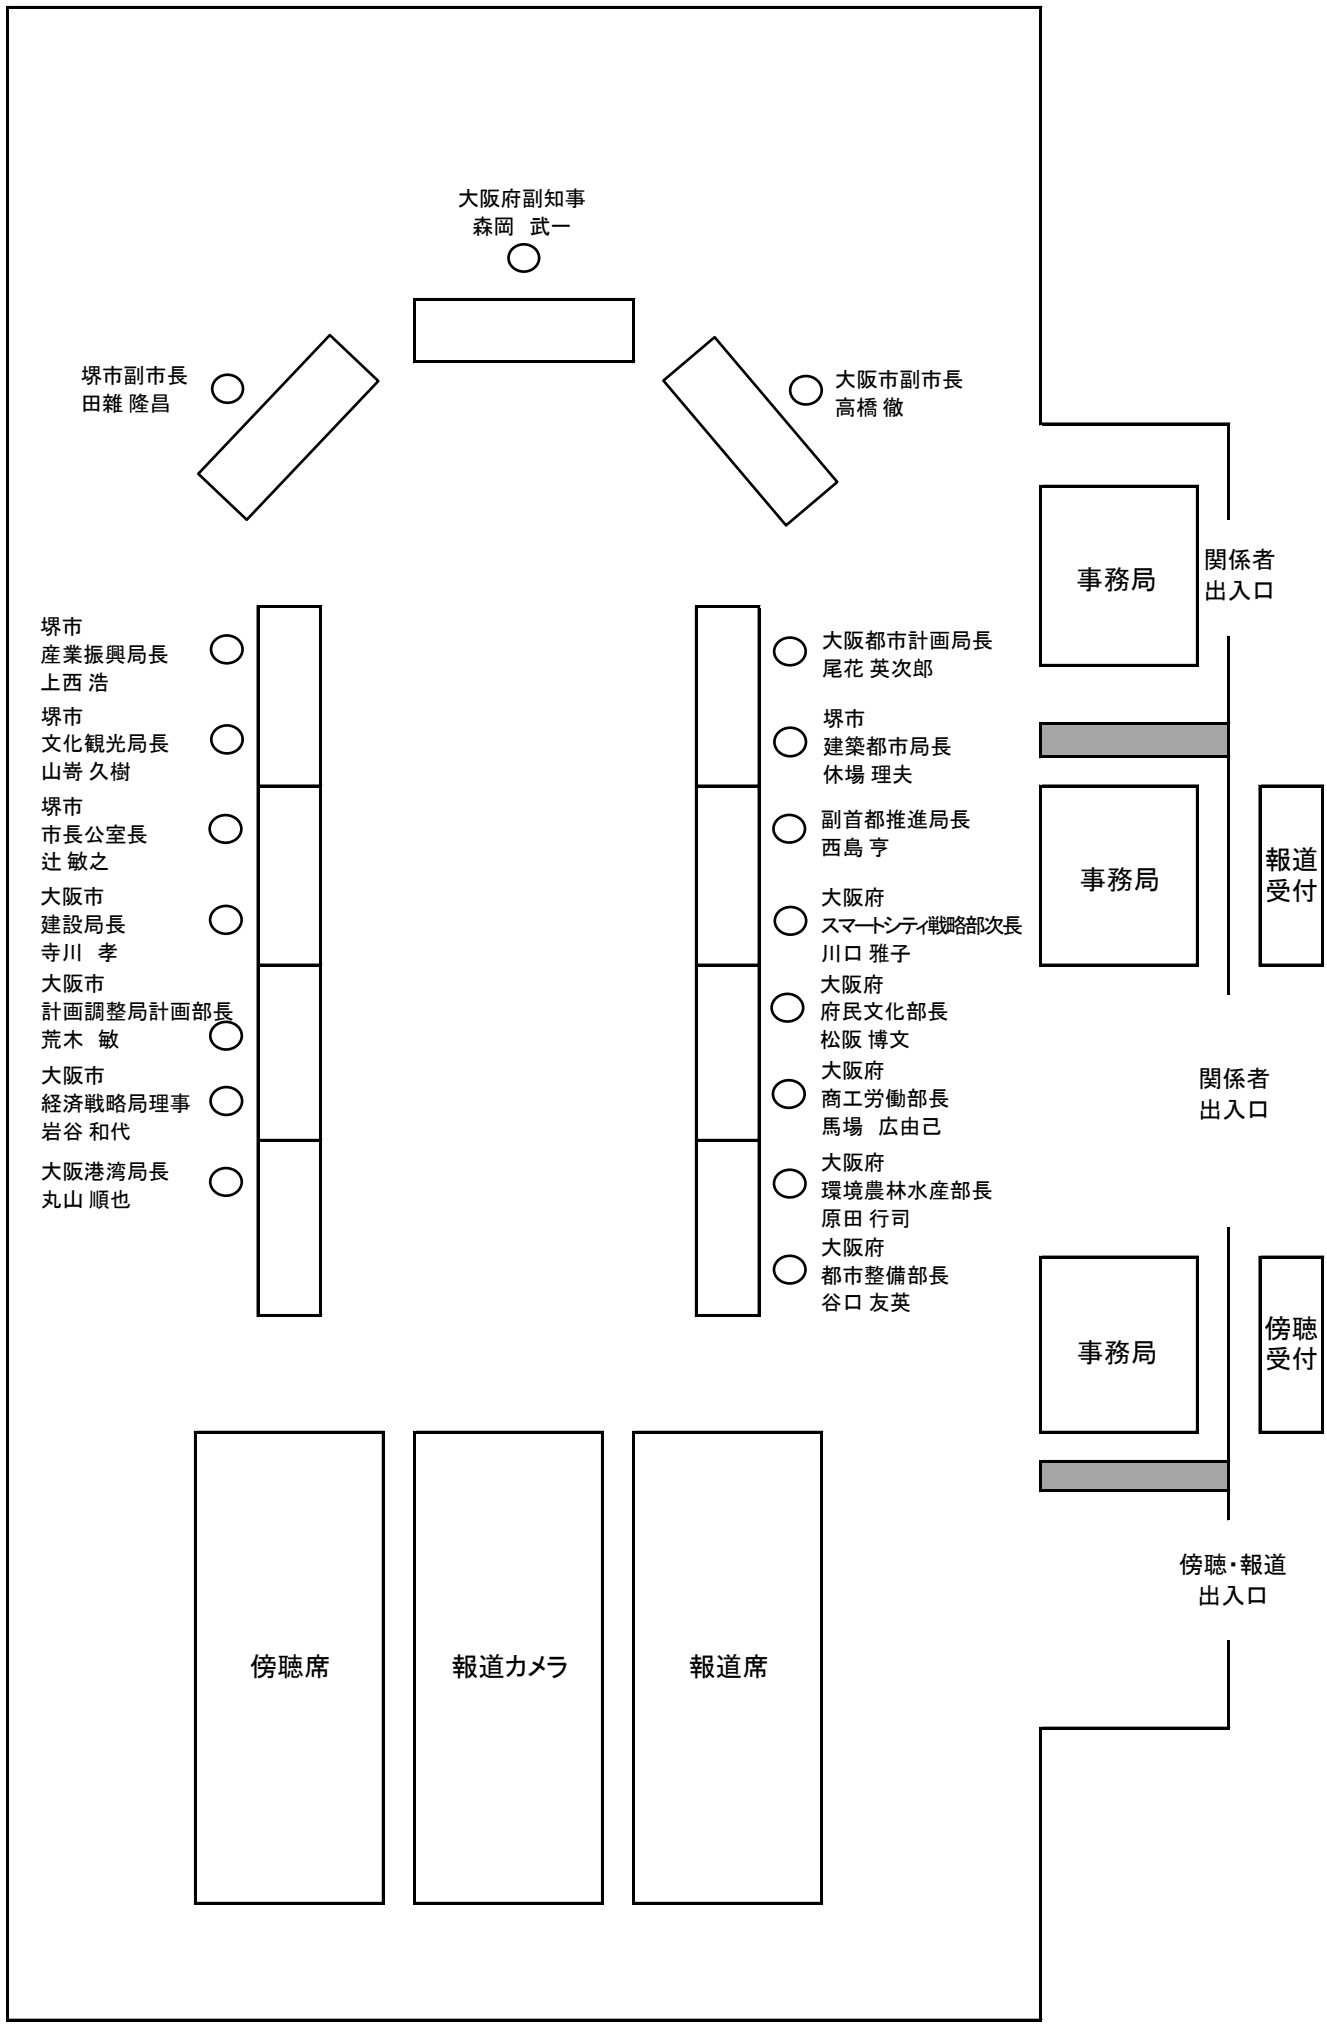 大阪府副知事
森岡　武一
堺市副市長
田雜 隆昌
大阪市副市長
高橋 徹
堺市
産業振興局長
上西 浩
堺市
文化観光局長
山嵜 久樹
堺市
市長公室長
辻 敏之
大阪市
建設局長
寺川　孝
大阪市
計画調整局計画部長
荒木　敏
大阪市
経済戦略局理事
岩谷 和代
大阪港湾局長
丸山 順也
大阪都市計画局長
尾花 英次郎
堺市
建築都市局長
休場 理夫
副首都推進局長
西島 亨
大阪府
スマートシティ戦略部次長
川口 雅子
大阪府
府民文化部長
松阪 博文
大阪府
商工労働部長
馬場　広由己
大阪府
環境農林水産部長
原田 行司
大阪府
都市整備部長
谷口 友英
事務局
関係者
出入口
事務局
報道
受付
関係者
出入口
事務局
傍聴
受付
傍聴・報道
出入口
傍聴席
報道カメラ
報道席